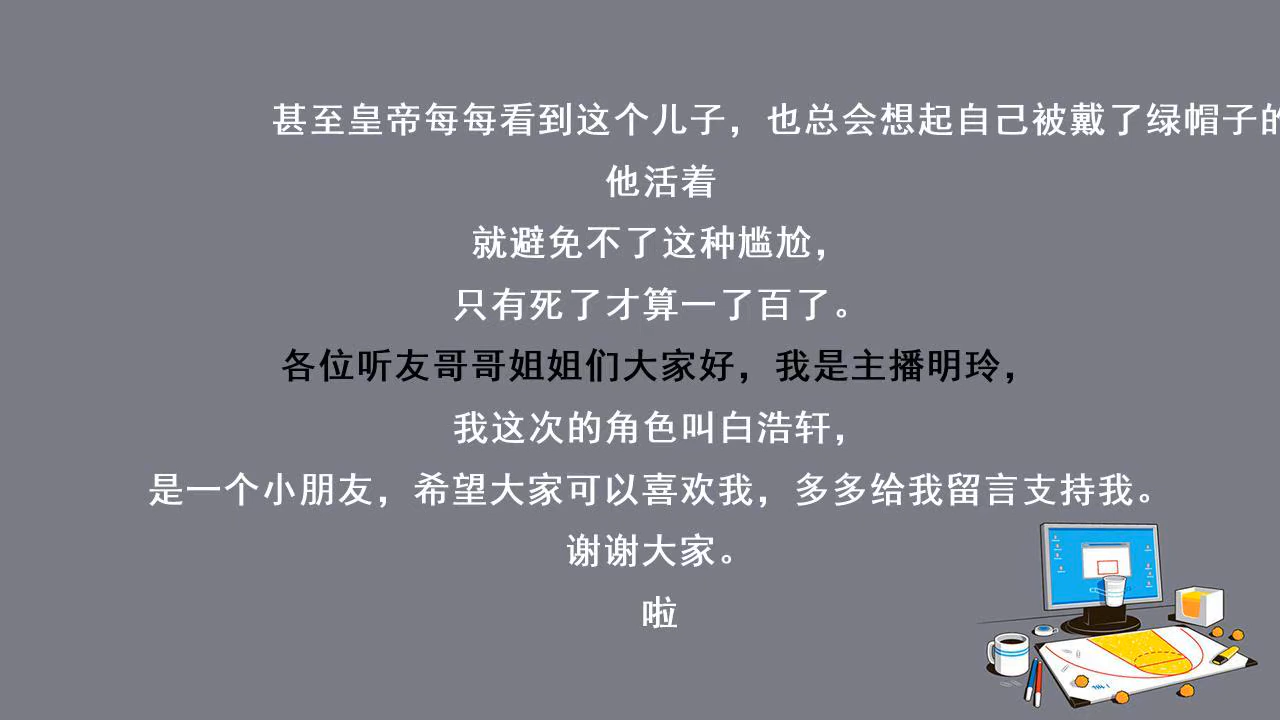 甚至皇帝每每看到这个儿子，也总会想起自己被戴了绿帽子的
他活着
就避免不了这种尴尬，
只有死了才算一了百了。
各位听友哥哥姐姐们大家好，我是主播明玲，
我这次的角色叫白浩轩，
是一个小朋友，希望大家可以喜欢我，多多给我留言支持我。
谢谢大家。
啦